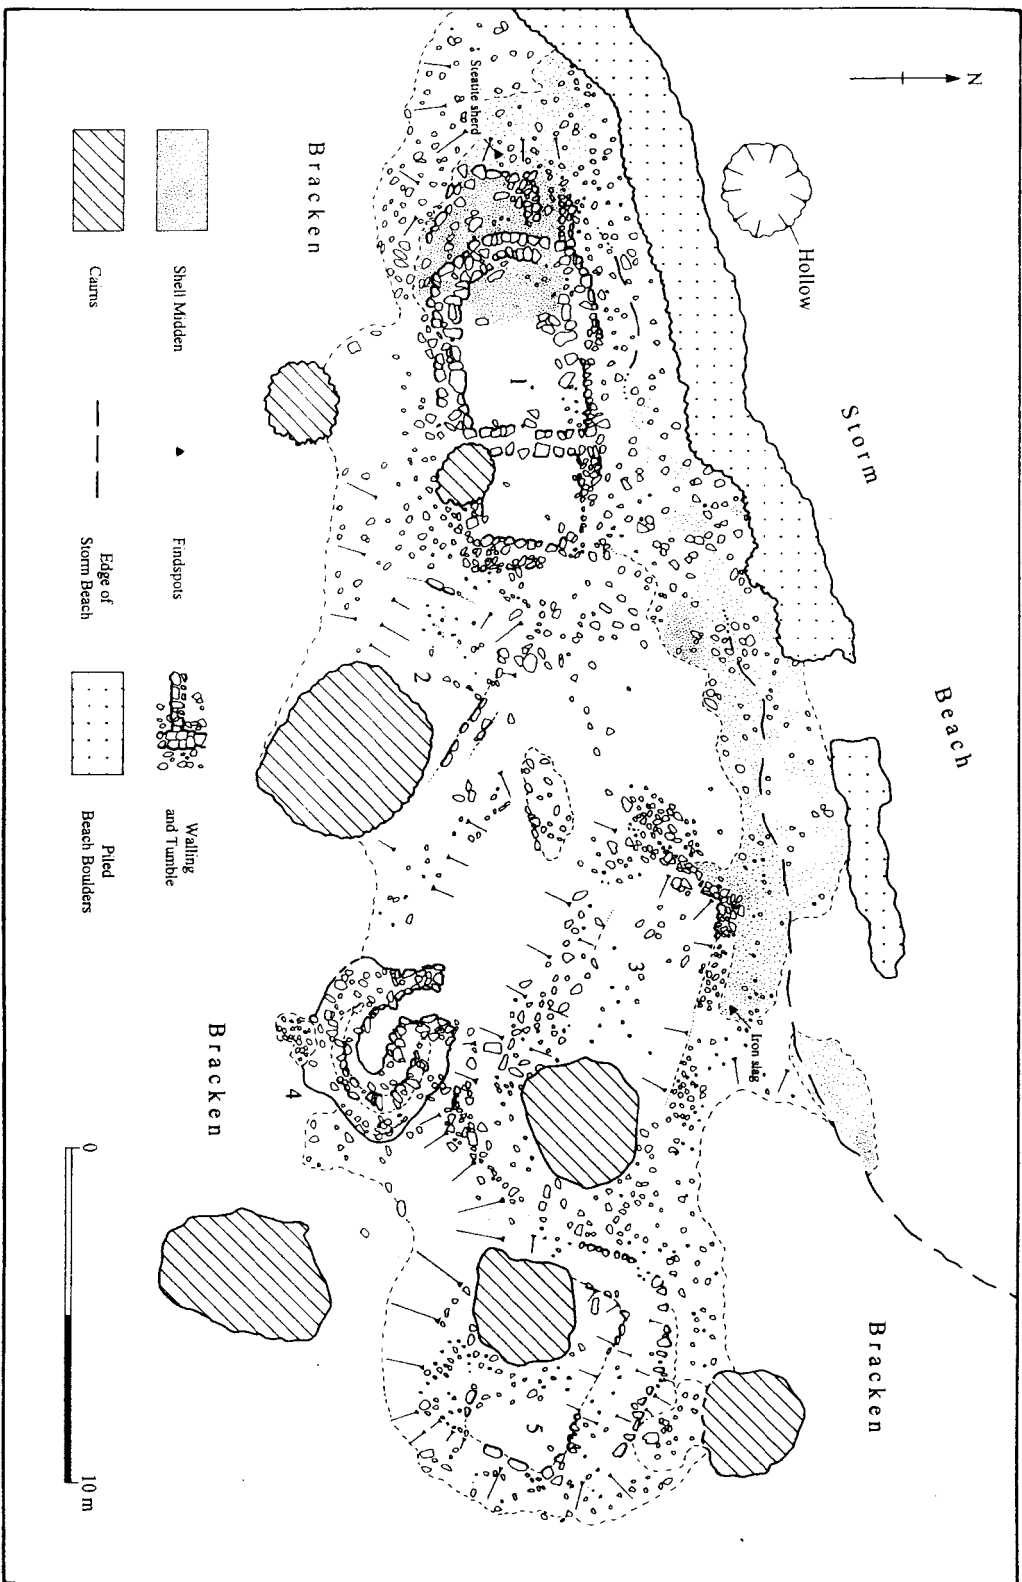 N
Hollow
Storm
Beach
Bracken
Steatite sherd
Iron slag
1
2
3
4
5
Bracken
Bracken
Shell Midden
Findspots
Walling
and Tumble
Cairns
Edge of
Storm Beach
Piled
Beach Boulders
0
10 m